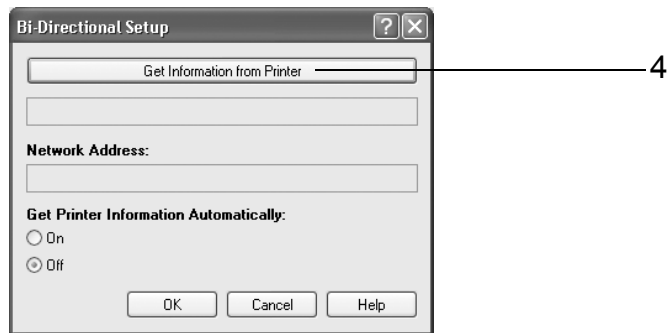 Bi-Directional Setup
Get Information from Printer
4
Network Address:
Get Printer Information Automatically:
On
Off
OK Cancel Help